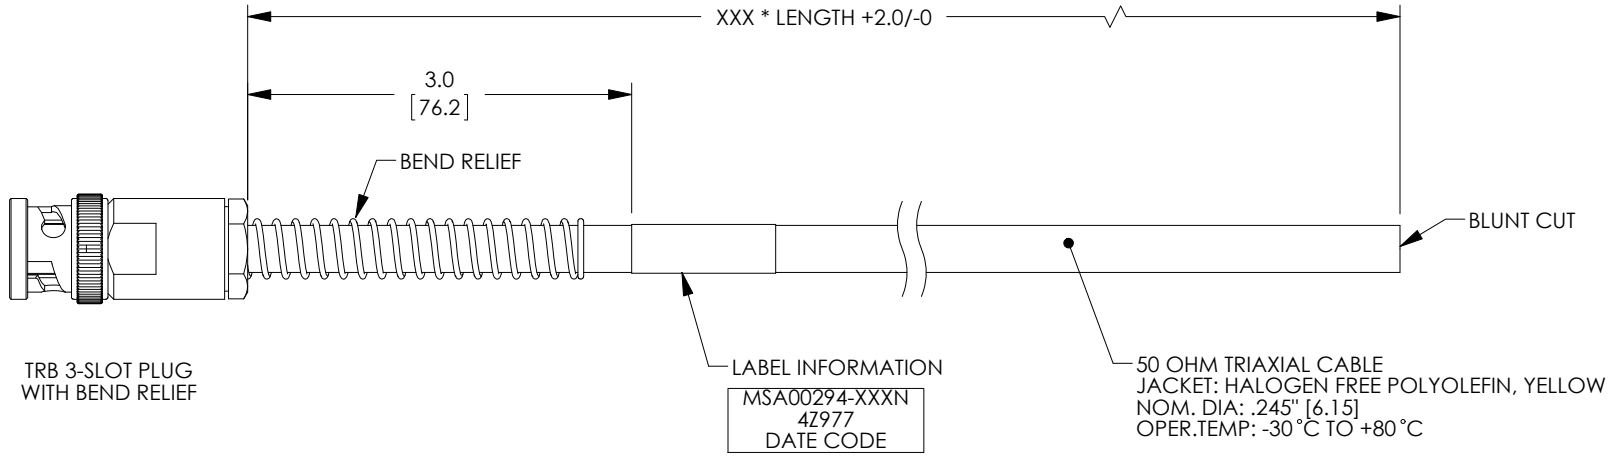 XXX * LENGTH +2.0/-0
3.0
[76.2]
BEND RELIEF
BLUNT CUT
TRB 3-SLOT PLUG
WITH BEND RELIEF
LABEL INFORMATION
MSA00294-XXXN
4Z977
DATE CODE
50 OHM TRIAXIAL CABLE
JACKET: HALOGEN FREE POLYOLEFIN, YELLOW
NOM. DIA: .245" [6.15]
OPER.TEMP: -30°C TO +80°C